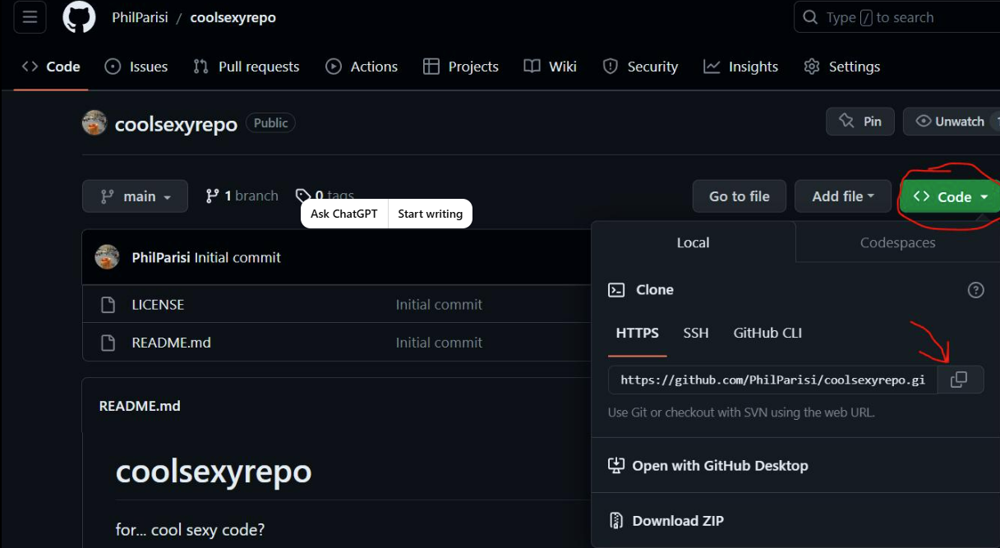 PhilParisi / coolsexyrepo
Type / to search
Code Issues Pull requests Actions Projects Wiki Security Insights Settings
coolsexyrepo Public
Pin Unwatch
main 1 branch 0 tags
Go to file Add file Code
Ask ChatGPT Start writing
PhilParisi Initial commit
LICENSE Initial commit
README.md Initial commit
README.md
coolsexyrepo
for... cool sexy code?
Local Codespaces
Clone
HTTPS SSH GitHub CLI
https://github.com/PhilParisi/coolsexyrepo.gi
Use Git or checkout with SVN using the web URL.
Open with GitHub Desktop
Download ZIP